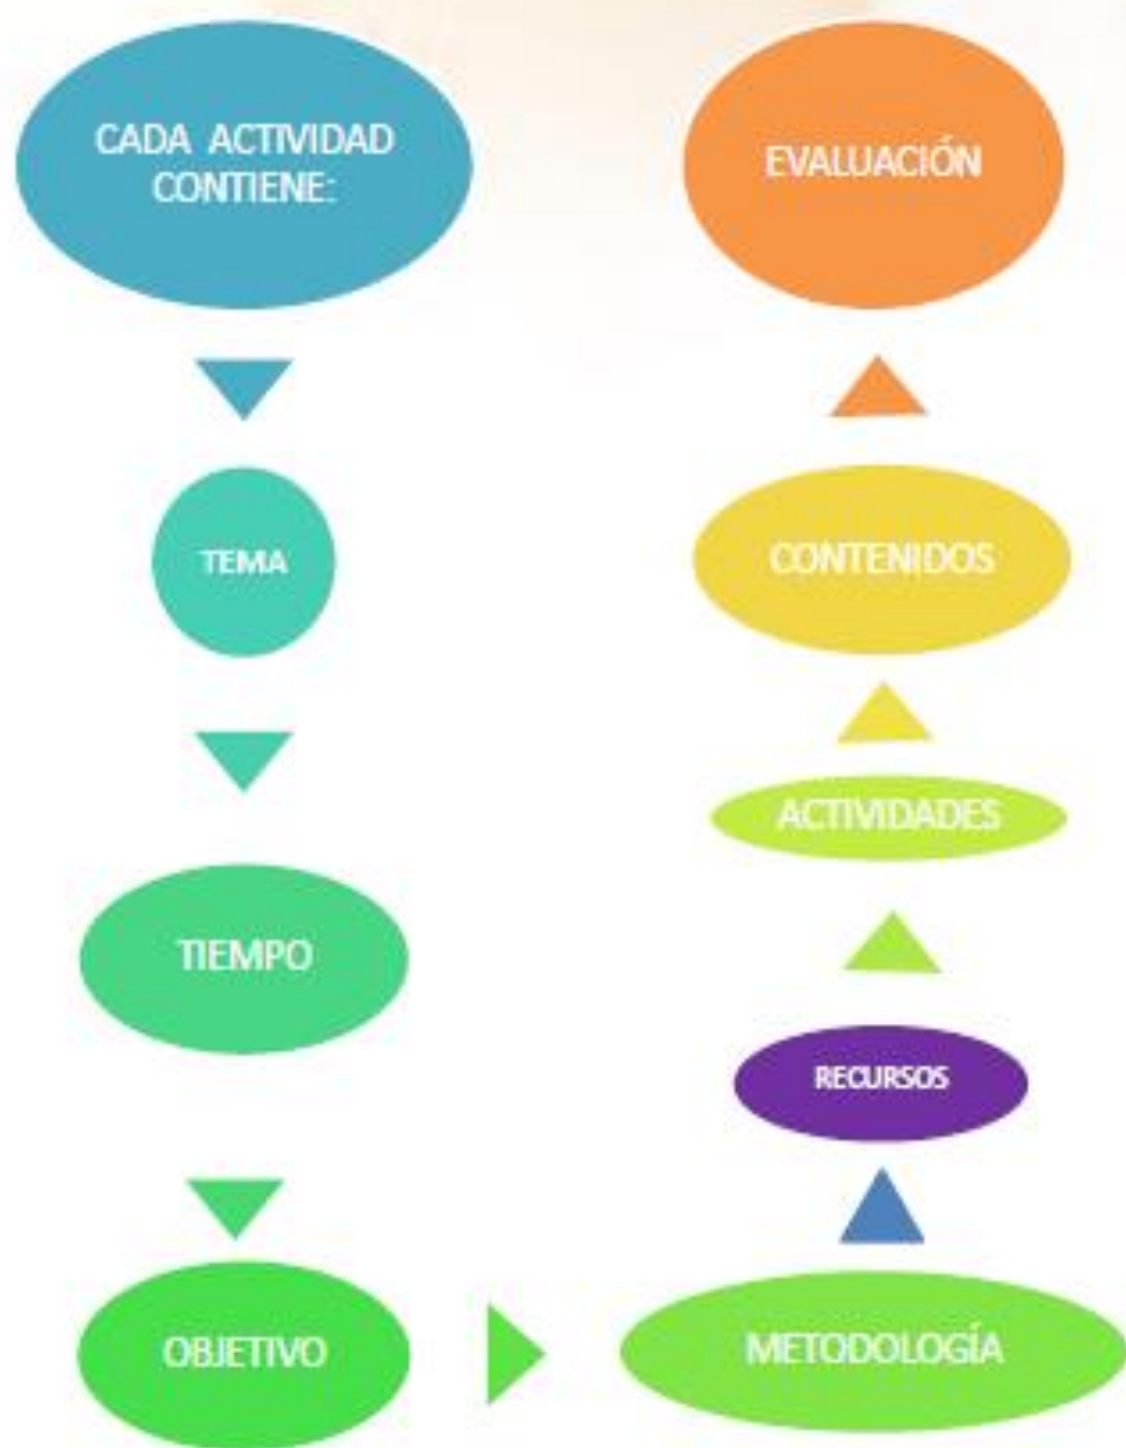 CADA ACTIVIDAD
CONTIENE:
TEMA
TIEMPO
OBJETIVO
METODOLOGÍA
RECURSOS
ACTIVIDADES
CONTENIDOS
EVALUACIÓN